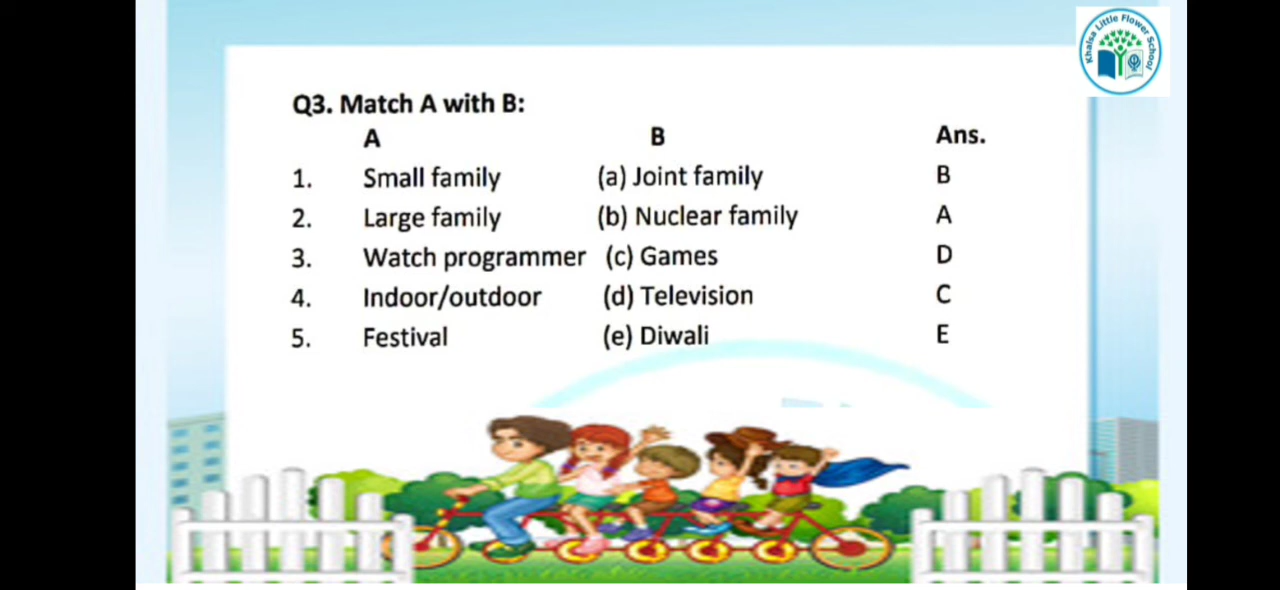 Khalsa Little Flower School
Q3. Match A with B:
A B Ans.
1. Small family (a) Joint family B
2. Large family (b) Nuclear family A
3. Watch programmer (c) Games D
4. Indoor/outdoor (d) Television C
5. Festival (e) Diwali E